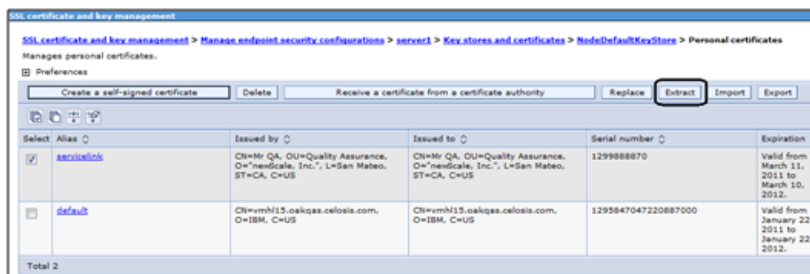 SSL certificate and key management
SSL certificate and key management > Manage endpoint security configurations > server1 > Key stores and certificates > NodeDefaultKeyStore > Personal certificates
Manages personal certificates.
Preferences
Create a self-signed certificate Delete Receive a certificate from a certificate authority Replace Extract Import Export
Select Alias Issued by Issued to Serial number Expiration
servicelink CN=Mr QA, OU=Quality Assurance, CN=Mr QA, OU=Quality Assurance, 1299888870 Valid from
O="newScale, Inc.", L=San Mateo, O="newScale, Inc.", L=San Mateo, March 11,
ST=CA, C=US ST=CA, C=US 2011 to
March 10,
2012.
default CN=vmhl15.oakqas.celosis.com, CN=vmhl15.oakqas.celosis.com, 1295847047220887000 Valid from
O=IBM, C=US O=IBM, C=US January 22
2011 to
January 22
2012.
Total 2